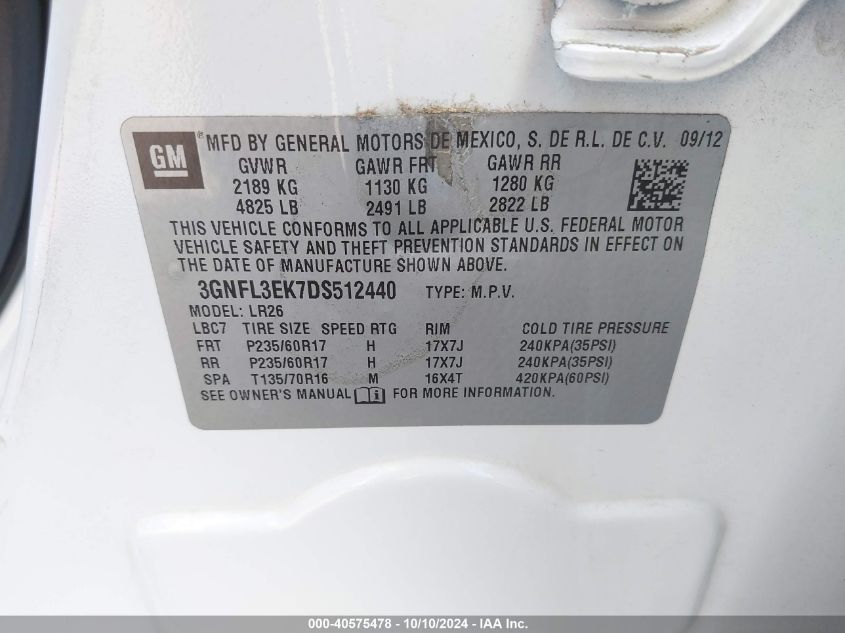 GM ® MFD BY GENERAL MOTORS DE MEXICO, S. DE R.L. DE C.V. 09/12
GVWR GAWR FRT GAWR RR
2189 KG 1130 KG 1280 KG
4825 LB 2491 LB 2822 LB
THIS VEHICLE CONFORMS TO ALL APPLICABLE U.S. FEDERAL MOTOR
VEHICLE SAFETY AND THEFT PREVENTION STANDARDS IN EFFECT ON
THE DATE OF MANUFACTURE SHOWN ABOVE.
3GNFL3EK7DS512440 TYPE: M.P.V.
MODEL: LR26
LBC7 TIRE SIZE SPEED RTG RIM COLD TIRE PRESSURE
FRT P235/60R17 H 17X7J 240KPA(35PSI)
RR P235/60R17 H 17X7J 240KPA(35PSI)
SPA T135/70R16 M 16X4T 420KPA(60PSI)
SEE OWNER'S MANUAL FOR MORE INFORMATION.
000-40575478 - 10/10/2024 - IAA Inc.